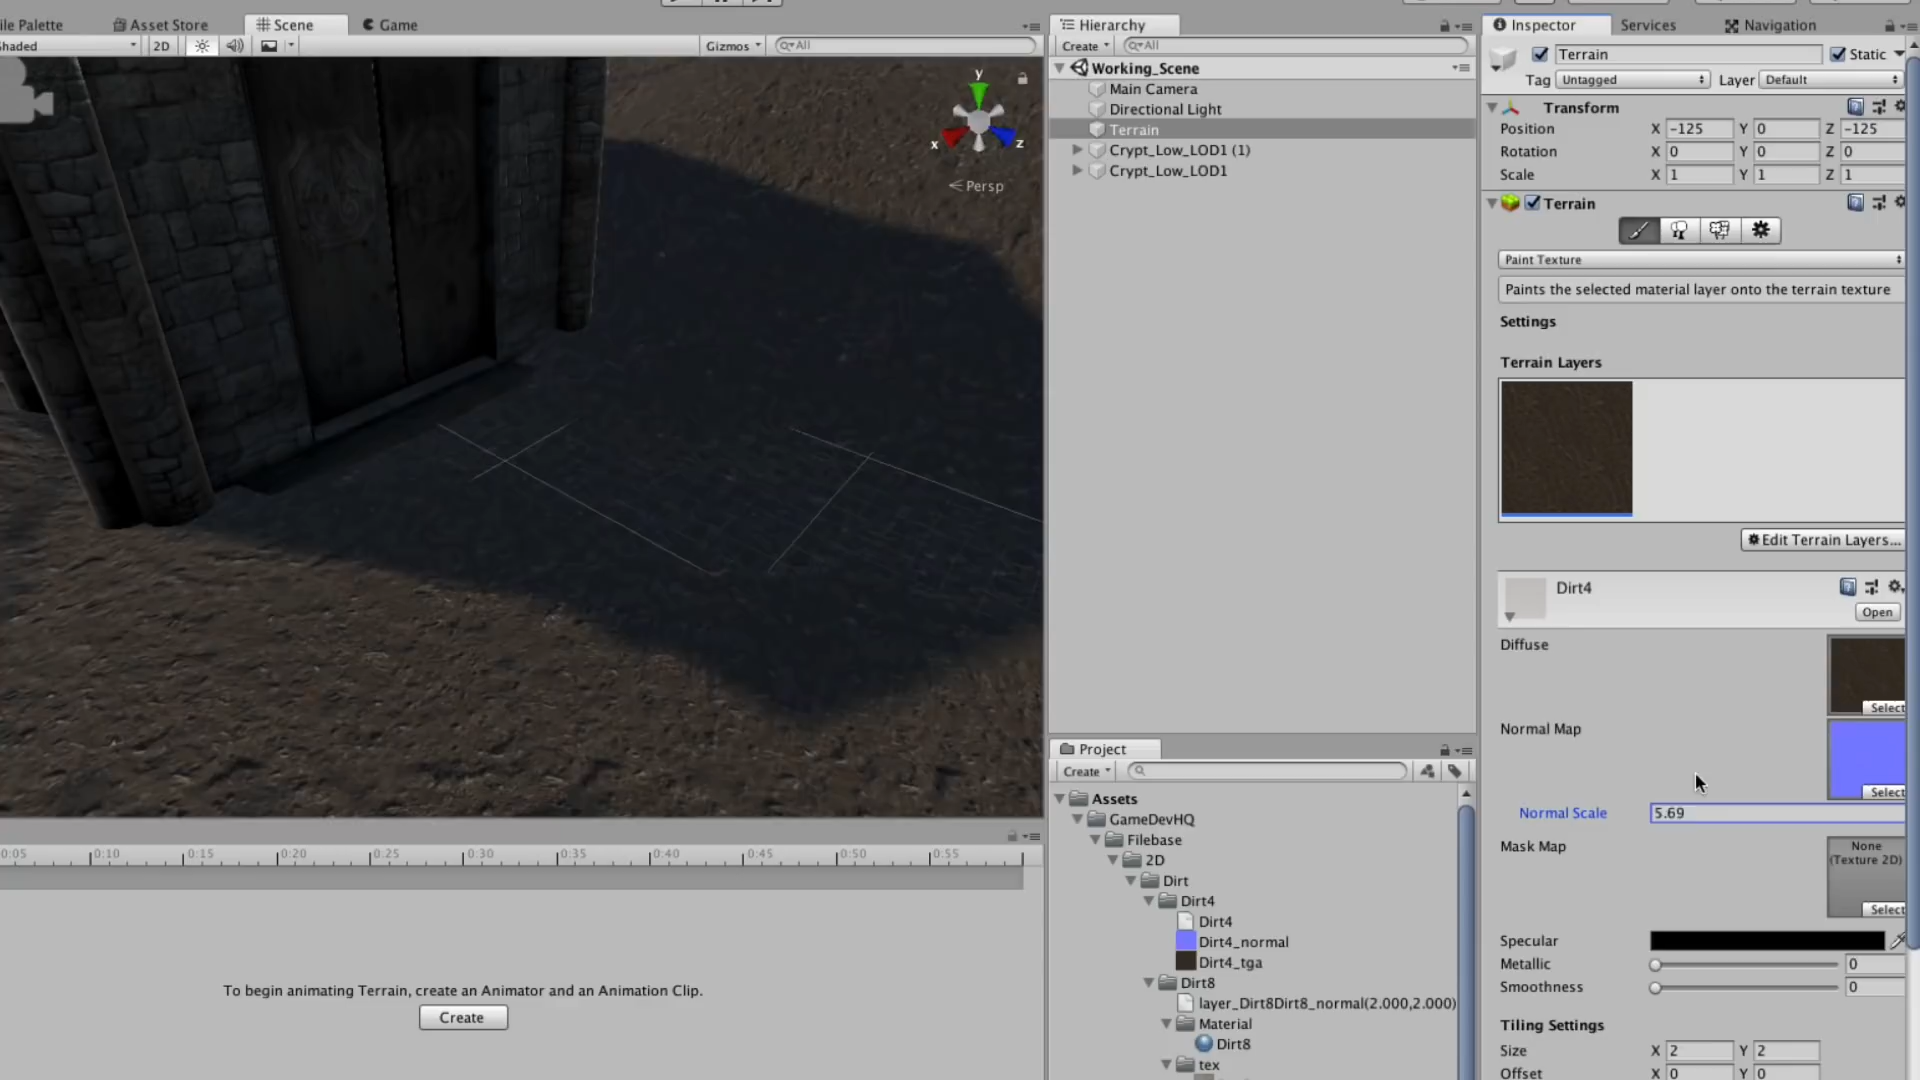 ile Palette
Asset Store
Scene
Game
haded
2D
Gizmos
All
y
x
z
Persp
0:05
0:10
0:15
0:20
0:25
0:30
0:35
0:40
0:45
0:50
0:55
To begin animating Terrain, create an Animator and an Animation Clip.
Create
Hierarchy
Create
All
Working_Scene
Main Camera
Directional Light
Terrain
Crypt_Low_LOD1 (1)
Crypt_Low_LOD1
Project
Create
Assets
GameDevHQ
Filebase
2D
Dirt
Dirt4
Dirt4
Dirt4_normal
Dirt4_tga
Dirt8
layer_Dirt8Dirt8_normal(2.000,2.000)
Material
Dirt8
tex
Inspector
Services
Navigation
Terrain
Static
Tag Untagged
Layer Default
Transform
Position X -125 Y 0 Z -125
Rotation X 0 Y 0 Z 0
Scale X 1 Y 1 Z 1
Terrain
Paint Texture
Paints the selected material layer onto the terrain texture
Settings
Terrain Layers
Edit Terrain Layers...
Dirt4
Open
Diffuse
Select
Normal Map
Select
Normal Scale 5.69
Mask Map
None
(Texture 2D)
Select
Specular
Metallic 0
Smoothness 0
Tiling Settings
Size X 2 Y 2
Offset X 0 Y 0